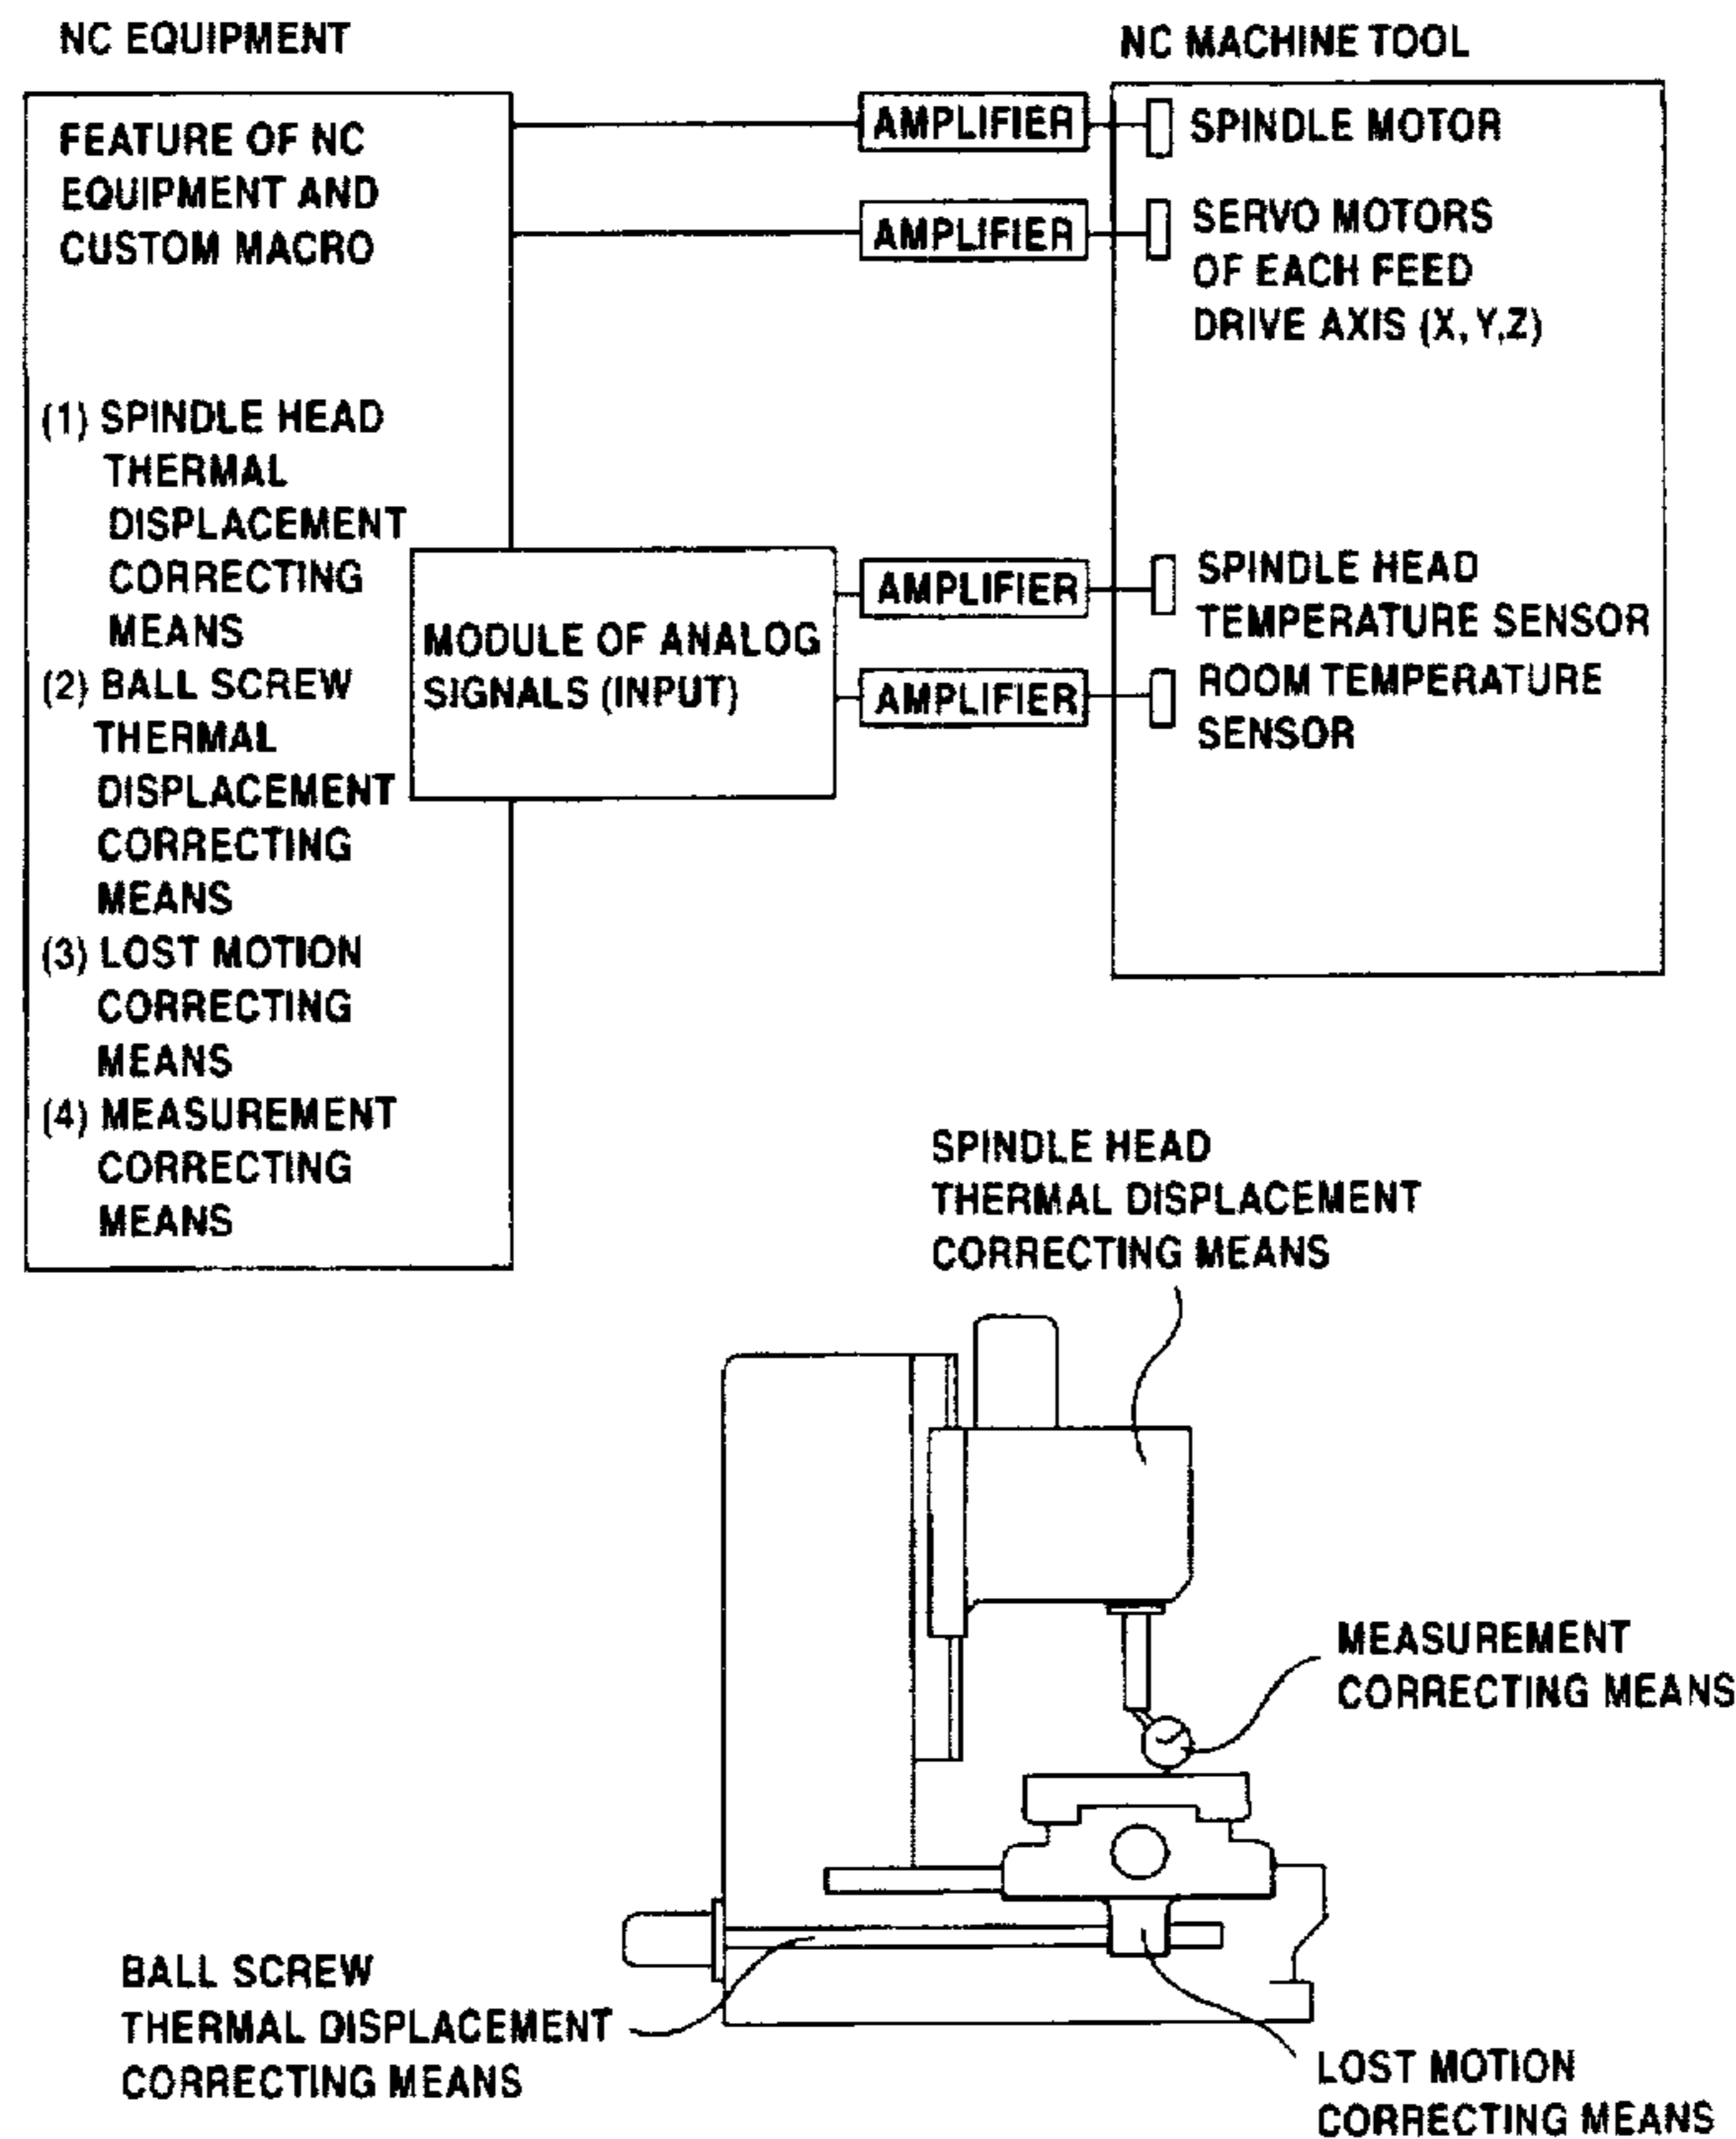 NC EQUIPMENT
FEATURE OF NC
EQUIPMENT AND
CUSTOM MACRO
(1) SPINDLE HEAD
THERMAL
DISPLACEMENT
CORRECTING
MEANS
(2) BALL SCREW
THERMAL
DISPLACEMENT
CORRECTING
MEANS
(3) LOST MOTION
CORRECTING
MEANS
(4) MEASUREMENT
CORRECTING
MEANS
MODULE OF ANALOG
SIGNALS (INPUT)
AMPLIFIER
AMPLIFIER
AMPLIFIER
AMPLIFIER
NC MACHINE TOOL
SPINDLE MOTOR
SERVO MOTORS
OF EACH FEED
DRIVE AXIS (X, Y,Z)
SPINDLE HEAD
TEMPERATURE SENSOR
ROOM TEMPERATURE
SENSOR
SPINDLE HEAD
THERMAL DISPLACEMENT
CORRECTING MEANS
MEASUREMENT
CORRECTING MEANS
BALL SCREW
THERMAL DISPLACEMENT
CORRECTING MEANS
LOST MOTION
CORRECTING MEANS